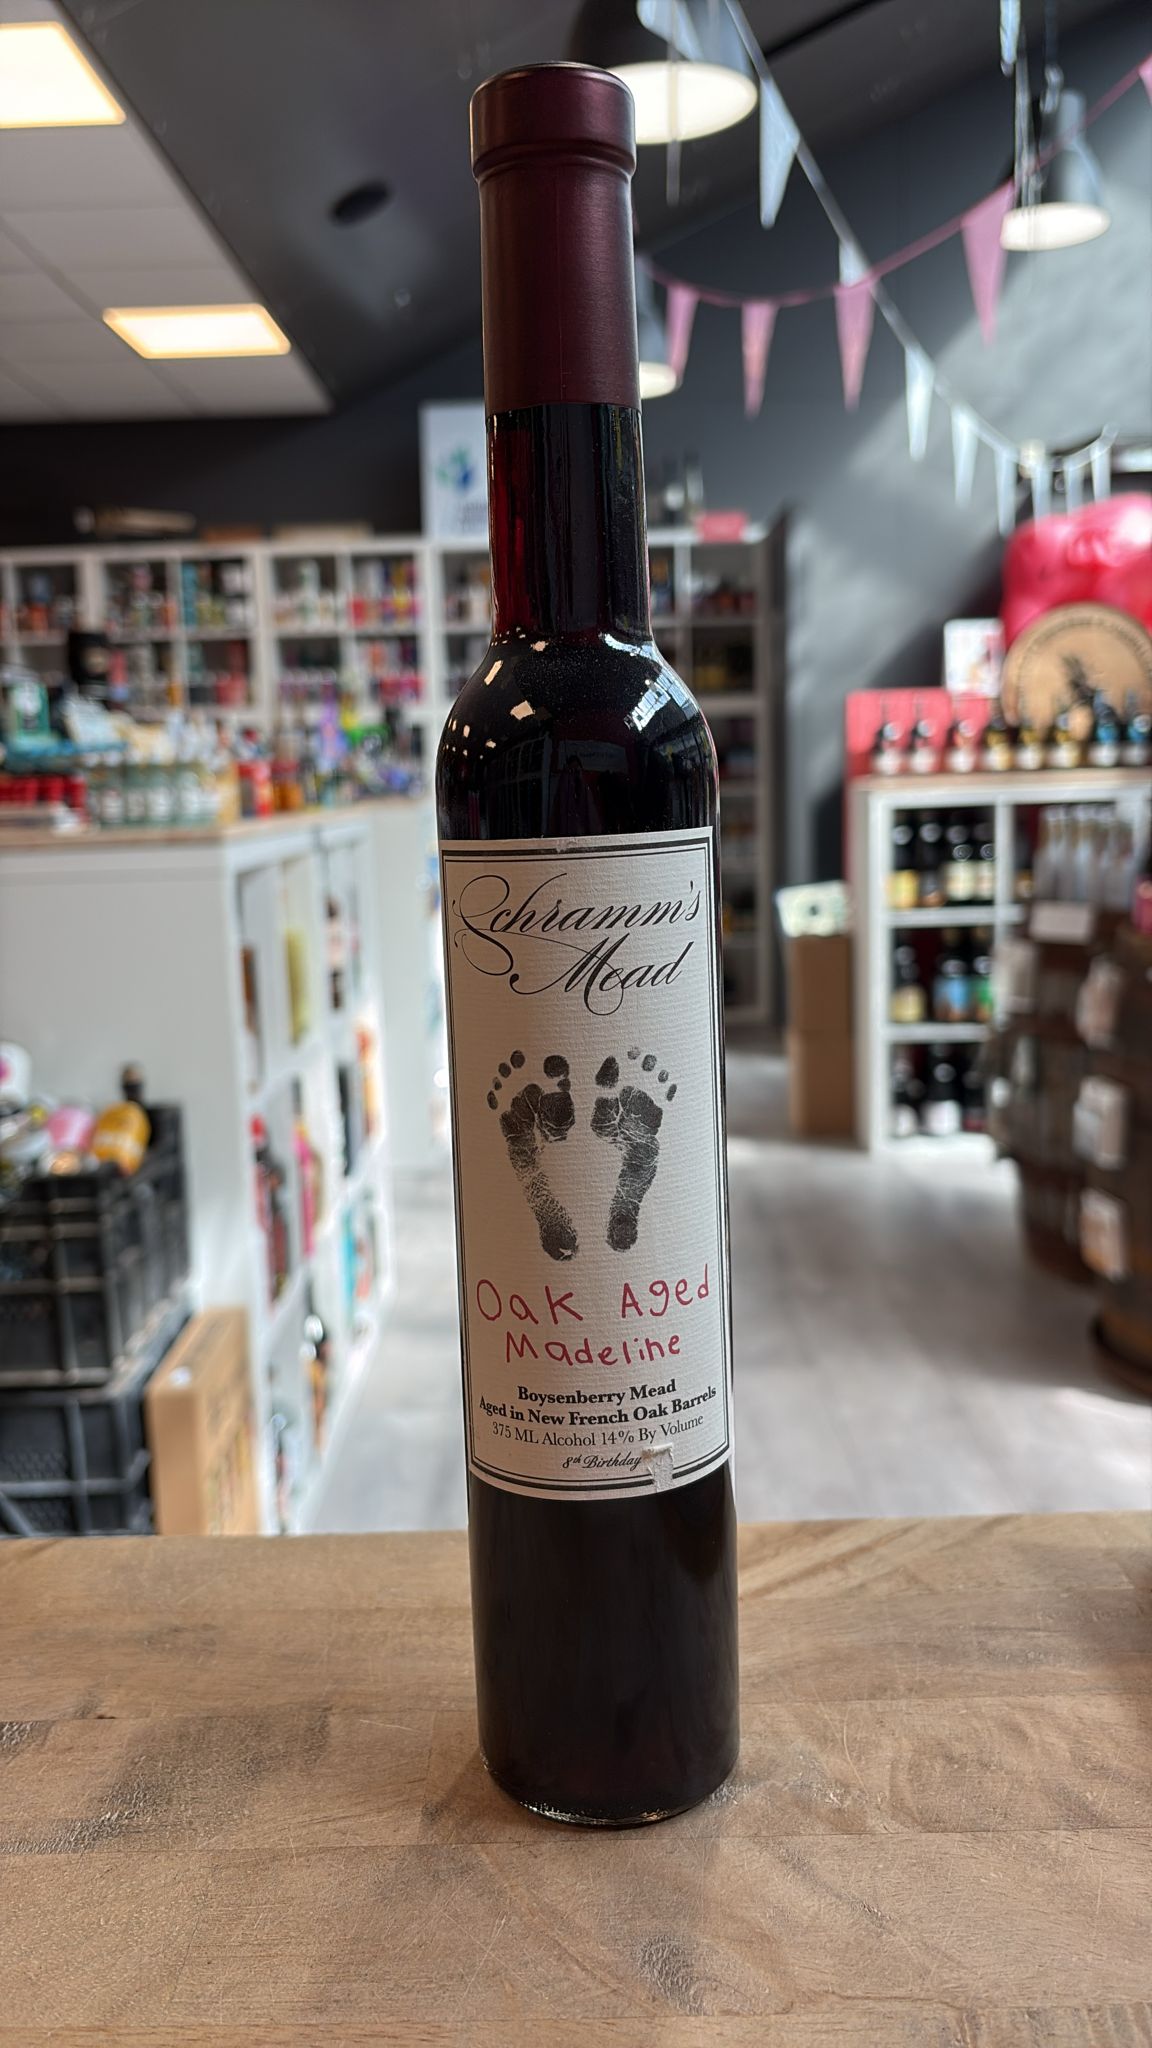 Schramm's
Mead
Oak Aged
Madeline
Boysenberry Mead
Aged in New French Oak Barrels
375 ML Alcohol 14% By Volume
8th Birthday